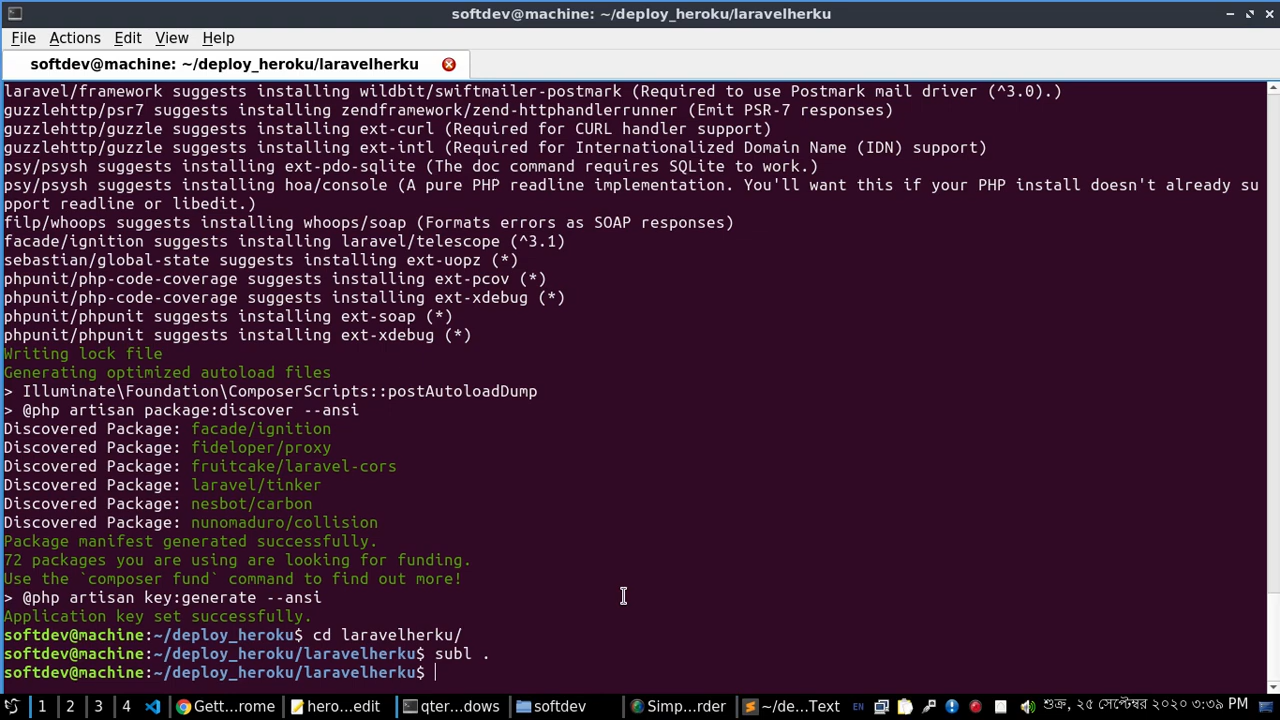 softdev@machine: ~/deploy_heroku/laravelherku
File Actions Edit View Help
softdev@machine: ~/deploy_heroku/laravelherku
laravel/framework suggests installing wildbit/swiftmailer-postmark (Required to use Postmark mail driver (^3.0).)
guzzlehttp/psr7 suggests installing zendframework/zend-httphandlerrunner (Emit PSR-7 responses)
guzzlehttp/guzzle suggests installing ext-curl (Required for CURL handler support)
guzzlehttp/guzzle suggests installing ext-intl (Required for Internationalized Domain Name (IDN) support)
psy/psysh suggests installing ext-pdo-sqlite (The doc command requires SQLite to work.)
psy/psysh suggests installing hoa/console (A pure PHP readline implementation. You'll want this if your PHP install doesn't already su
pport readline or libedit.)
filp/whoops suggests installing whoops/soap (Formats errors as SOAP responses)
facade/ignition suggests installing laravel/telescope (^3.1)
sebastian/global-state suggests installing ext-uopz (*)
phpunit/php-code-coverage suggests installing ext-pcov (*)
phpunit/php-code-coverage suggests installing ext-xdebug (*)
phpunit/phpunit suggests installing ext-soap (*)
phpunit/phpunit suggests installing ext-xdebug (*)
Writing lock file
Generating optimized autoload files
> Illuminate\Foundation\ComposerScripts::postAutoloadDump
> @php artisan package:discover --ansi
Discovered Package: facade/ignition
Discovered Package: fideloper/proxy
Discovered Package: fruitcake/laravel-cors
Discovered Package: laravel/tinker
Discovered Package: nesbot/carbon
Discovered Package: nunomaduro/collision
Package manifest generated successfully.
72 packages you are using are looking for funding.
Use the `composer fund` command to find out more!
> @php artisan key:generate --ansi
Application key set successfully.
softdev@machine:~/deploy_heroku$ cd laravelherku/
softdev@machine:~/deploy_heroku/laravelherku$ subl .
softdev@machine:~/deploy_heroku/laravelherku$
1 2 3 4 Gett...rome hero...edit qter...dows softdev Simp...rder ~/de...Text EN শুক্র, ২৫ সেপ্টেম্বর ২০২০ ৩:৩৯ PM